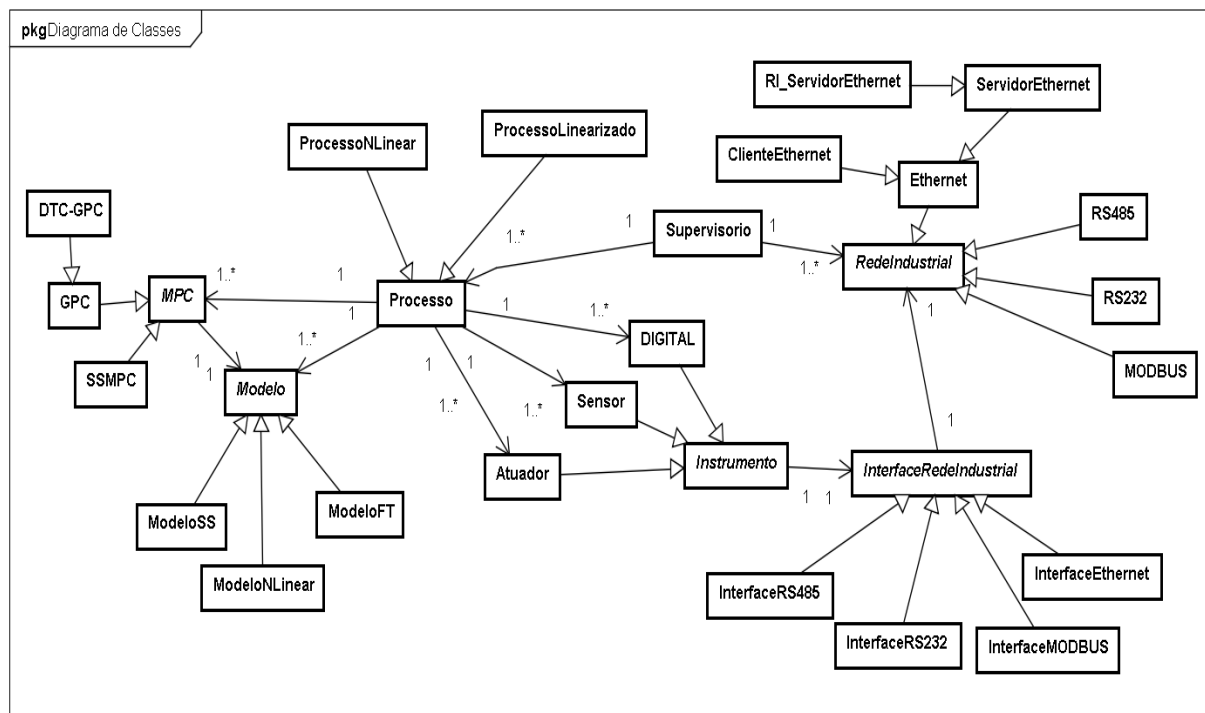 pkg Diagrama de Classes
RI_ServidorEthernet
ServidorEthernet
ProcessoNLinear
ProcessoLinearizado
ClienteEthernet
Ethernet
DTC-GPC
RS485
1..*
1
Supervisorio
1
1..*
RedeIndustrial
1..*
1
GPC
MPC
Processo
1
1
1..*
RS232
1
DIGITAL
1..*
SSMPC
1
1
Modelo
1
1
MODBUS
1..*
1..*
Sensor
1
Atuador
Instrumento
InterfaceRedeIndustrial
1
1
ModeloSS
ModeloFT
ModeloNLinear
InterfaceEthernet
InterfaceRS485
InterfaceRS232
InterfaceMODBUS